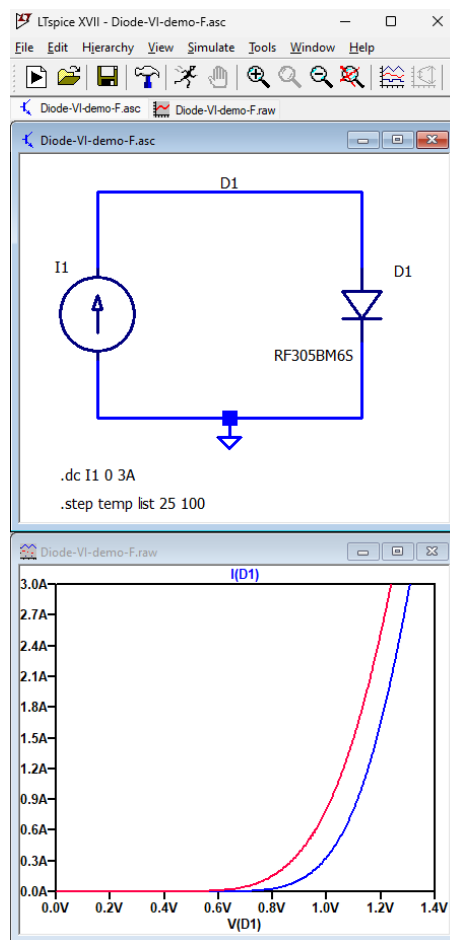 LTspice XVII - Diode-VI-demo-F.asc
File Edit Hierarchy View Simulate Tools Window Help
Diode-VI-demo-F.asc Diode-VI-demo-F.raw
Diode-VI-demo-F.asc
D1
I1
D1
RF305BM6S
.dc I1 0 3A
.step temp list 25 100
Diode-VI-demo-F.raw
I(D1)
3.0A
2.7A
2.4A
2.1A
1.8A
1.5A
1.2A
0.9A
0.6A
0.3A
0.0A
0.0V 0.2V 0.4V 0.6V 0.8V 1.0V 1.2V 1.4V
V(D1)